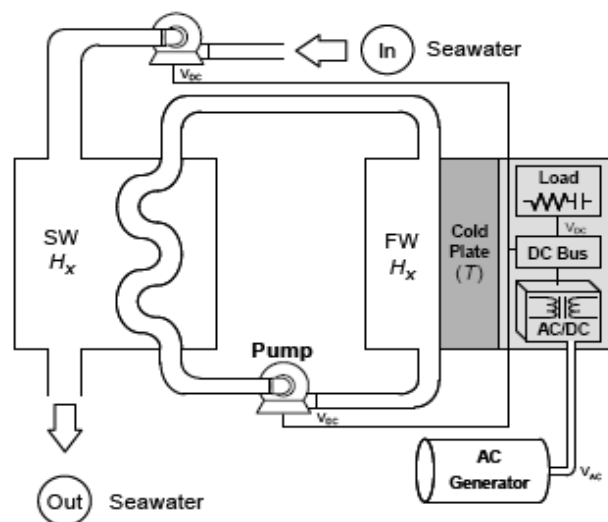 In Seawater
V_DC
SW
H_x
FW
H_x
Cold
Plate
(T)
Load
V_DC
DC Bus
AC/DC
Pump
V_DC
AC
Generator
V_AC
Out Seawater